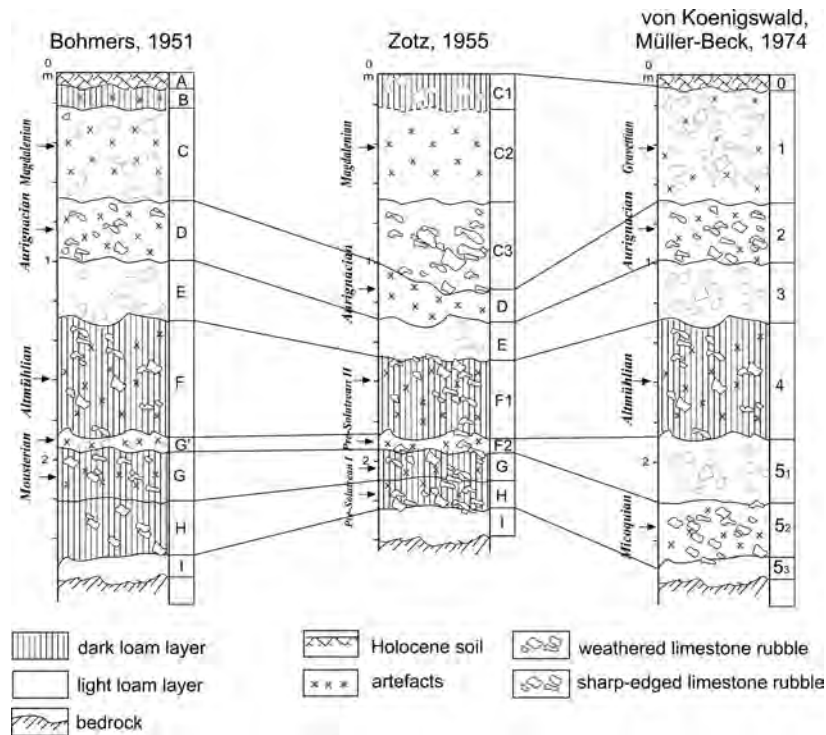 Bohmers, 1951
0
m
A
B
C
D
E
F
G'
G
H
I
1
2
Magdalenian
Aurignacian
Altmühlian
Mousterian
Zotz, 1955
0
m
C1
C2
C3
D
E
F1
F2
G
H
I
1
2
Magdalenian
Aurignacian
Pre-Solutrean II
Pre-Solutrean I
von Koenigswald,
Müller-Beck, 1974
0
m
0
1
2
3
4
51
52
53
1
2
Gravettian
Aurignacian
Altmühlian
Micoquian
dark loam layer
light loam layer
bedrock
Holocene soil
artefacts
weathered limestone rubble
sharp-edged limestone rubble